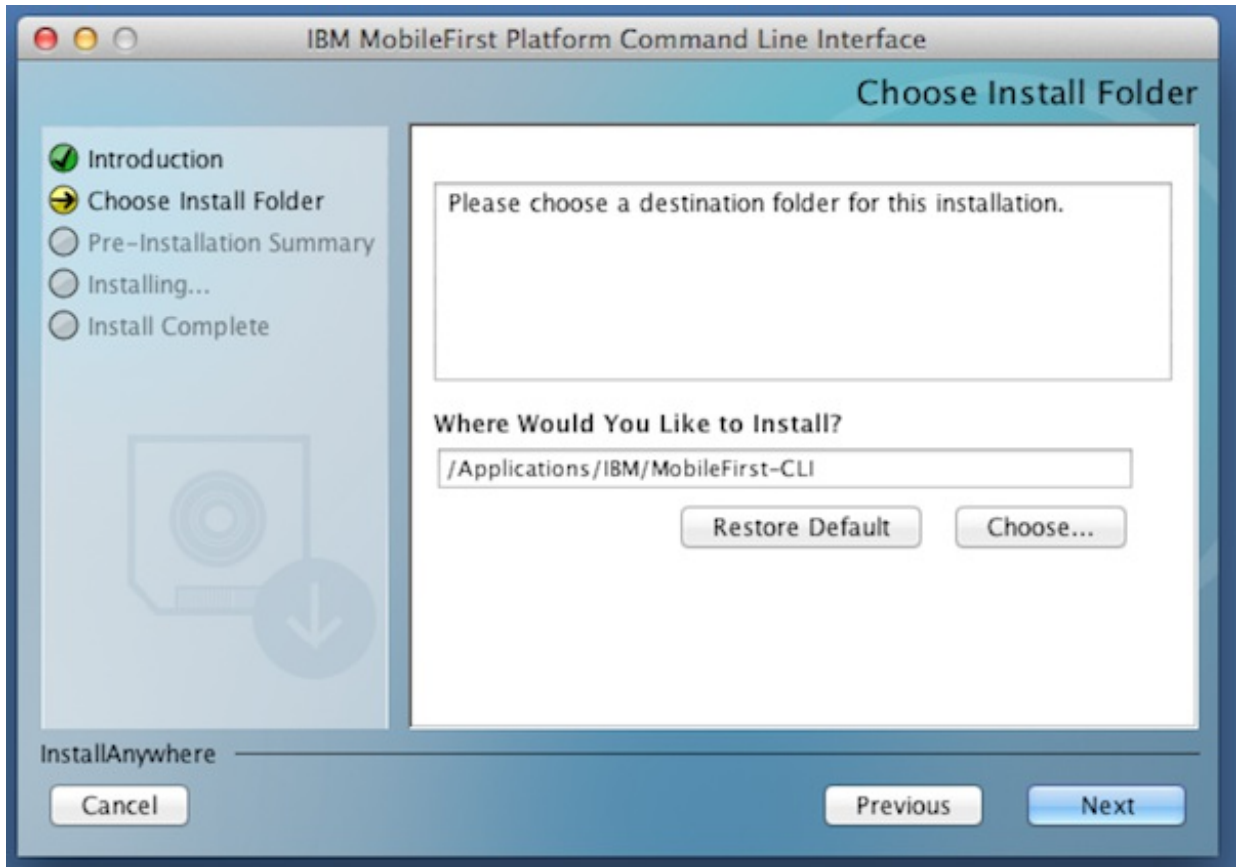 IBM MobileFirst Platform Command Line Interface
Choose Install Folder
Introduction
Choose Install Folder
Pre-Installation Summary
Installing...
Install Complete
Please choose a destination folder for this installation.
Where Would You Like to Install?
/Applications/IBM/MobileFirst-CLI
Restore Default
Choose...
InstallAnywhere
Cancel
Previous
Next